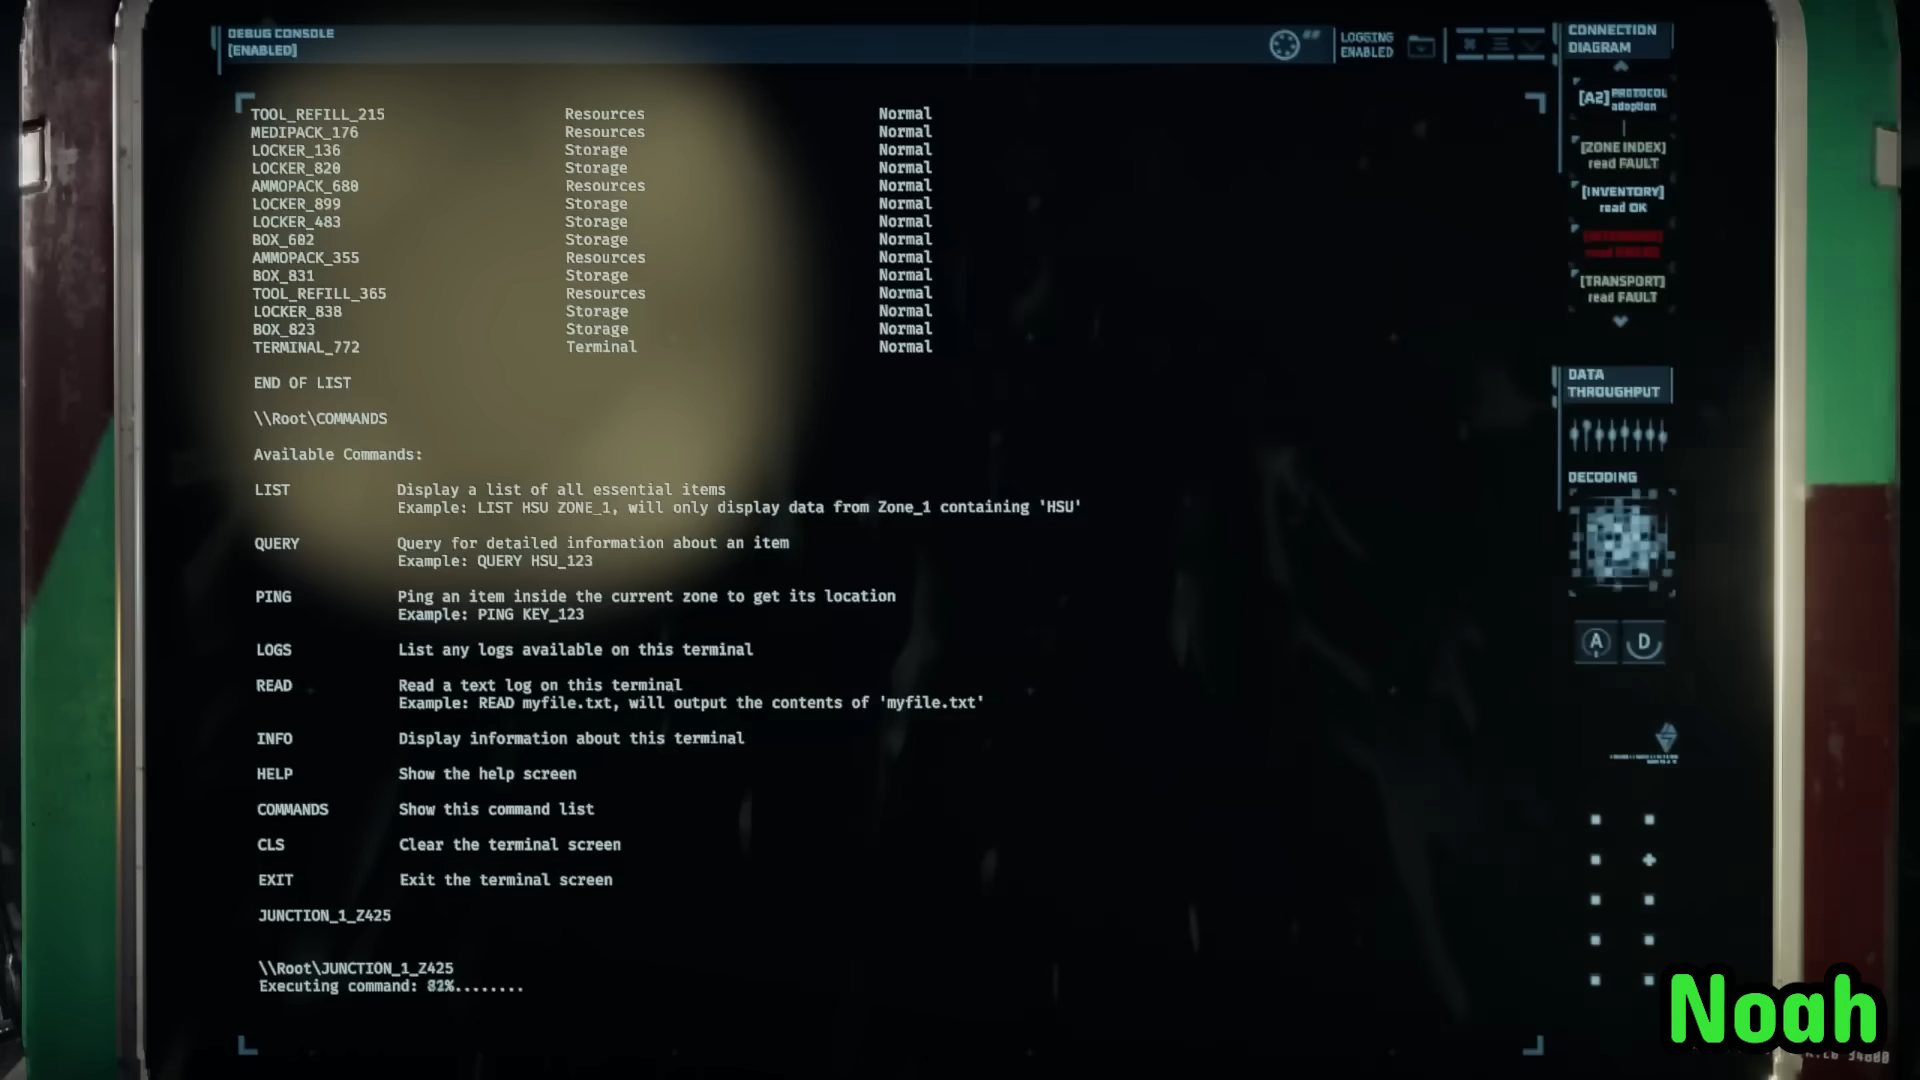 DEBUG CONSOLE
[ENABLED]
LOGGING
ENABLED
TOOL_REFILL_215 Resources Normal
MEDIPACK_176 Resources Normal
LOCKER_136 Storage Normal
LOCKER_820 Storage Normal
AMMOPACK_680 Resources Normal
LOCKER_899 Storage Normal
LOCKER_483 Storage Normal
BOX_602 Storage Normal
AMMOPACK_355 Resources Normal
BOX_831 Storage Normal
TOOL_REFILL_365 Resources Normal
LOCKER_838 Storage Normal
BOX_823 Storage Normal
TERMINAL_772 Terminal Normal
END OF LIST
\\Root\COMMANDS
Available Commands:
LIST Display a list of all essential items
Example: LIST HSU ZONE_1, will only display data from Zone_1 containing 'HSU'
QUERY Query for detailed information about an item
Example: QUERY HSU_123
PING Ping an item inside the current zone to get its location
Example: PING KEY_123
LOGS List any logs available on this terminal
READ Read a text log on this terminal
Example: READ myfile.txt, will output the contents of 'myfile.txt'
INFO Display information about this terminal
HELP Show the help screen
COMMANDS Show this command list
CLS Clear the terminal screen
EXIT Exit the terminal screen
JUNCTION_1_Z425
\\Root\JUNCTION_1_Z425
Executing command: ........
CONNECTION
DIAGRAM
[A2] PROTOCOL
adoption
[ZONE INDEX]
read FAULT
[INVENTORY]
read OK
[TRANSPORT]
read FAULT
DATA
THROUGHPUT
DECODING
A D
Noah